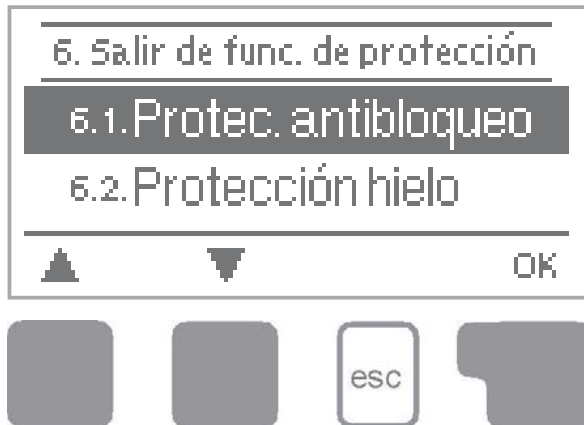 6. Salir de func. de protección
6.1. Protec. antibloqueo
6.2. Protección hielo
OK
esc